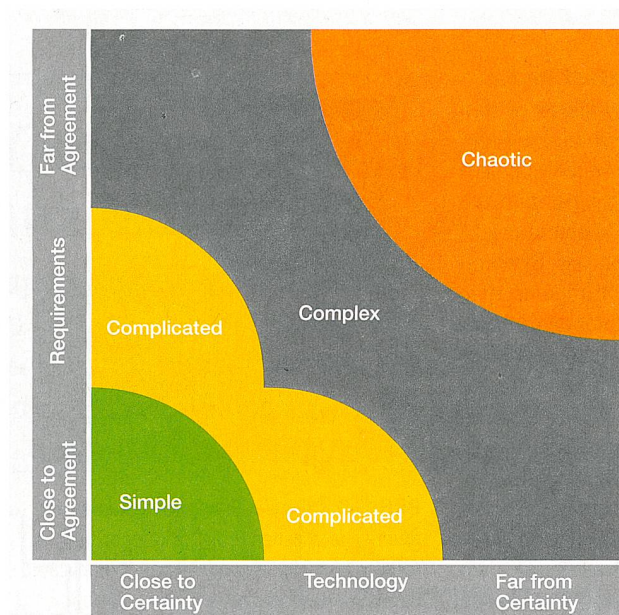 Far from
Agreement
Requirements
Close to
Agreement
Chaotic
Complicated
Complex
Simple
Complicated
Close to
Certainty
Technology
Far from
Certainty